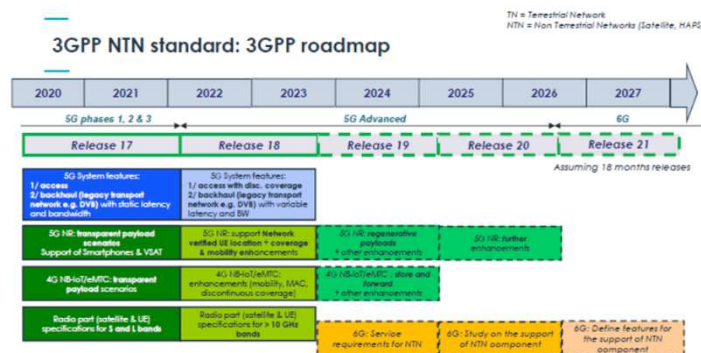 TN = Terrestrial Network
NTN = Non Terrestrial Networks (Satellite, HAPS
3GPP NTN standard: 3GPP roadmap
2020 2021 2022 2023 2024 2025 2026 2027
5G phases 1, 2 & 3 5G Advanced 6G
Release 17 Release 18 Release 19 Release 20 Release 21
Assuming 18 months releases
5G System features:
1/ access
2/ backhaul (legacy transport
network e.g. DVB) with static latency
and bandwidth
5G System features:
1/ access with disc. coverage
2/ backhaul (legacy transport
network e.g. DVB) with variable
latency and BW
5G NR: transparent payload
scenarios
Support of Smartphones & VSAT
5G NR: support Network
verified UE location + coverage
& mobility enhancements
5G NR: regenerative
payloads
+ other enhancements
5G NR: further
enhancements
4G NB-IoT/eMTC: transparent
payload scenarios
4G NB-IoT/eMTC:
enhancements (mobility, MAC,
discontinuous coverage)
4G NB-IoT/eMTC: store and
forward
+ other enhancements
Radio part (satellite & UE)
specifications for S and L bands
Radio part (satellite & UE)
specifications for > 10 GHz
bands
6G: Service
requirements for NTN
6G: Study on the support
of NTN component
6G: Define features for
the support of NTN
component